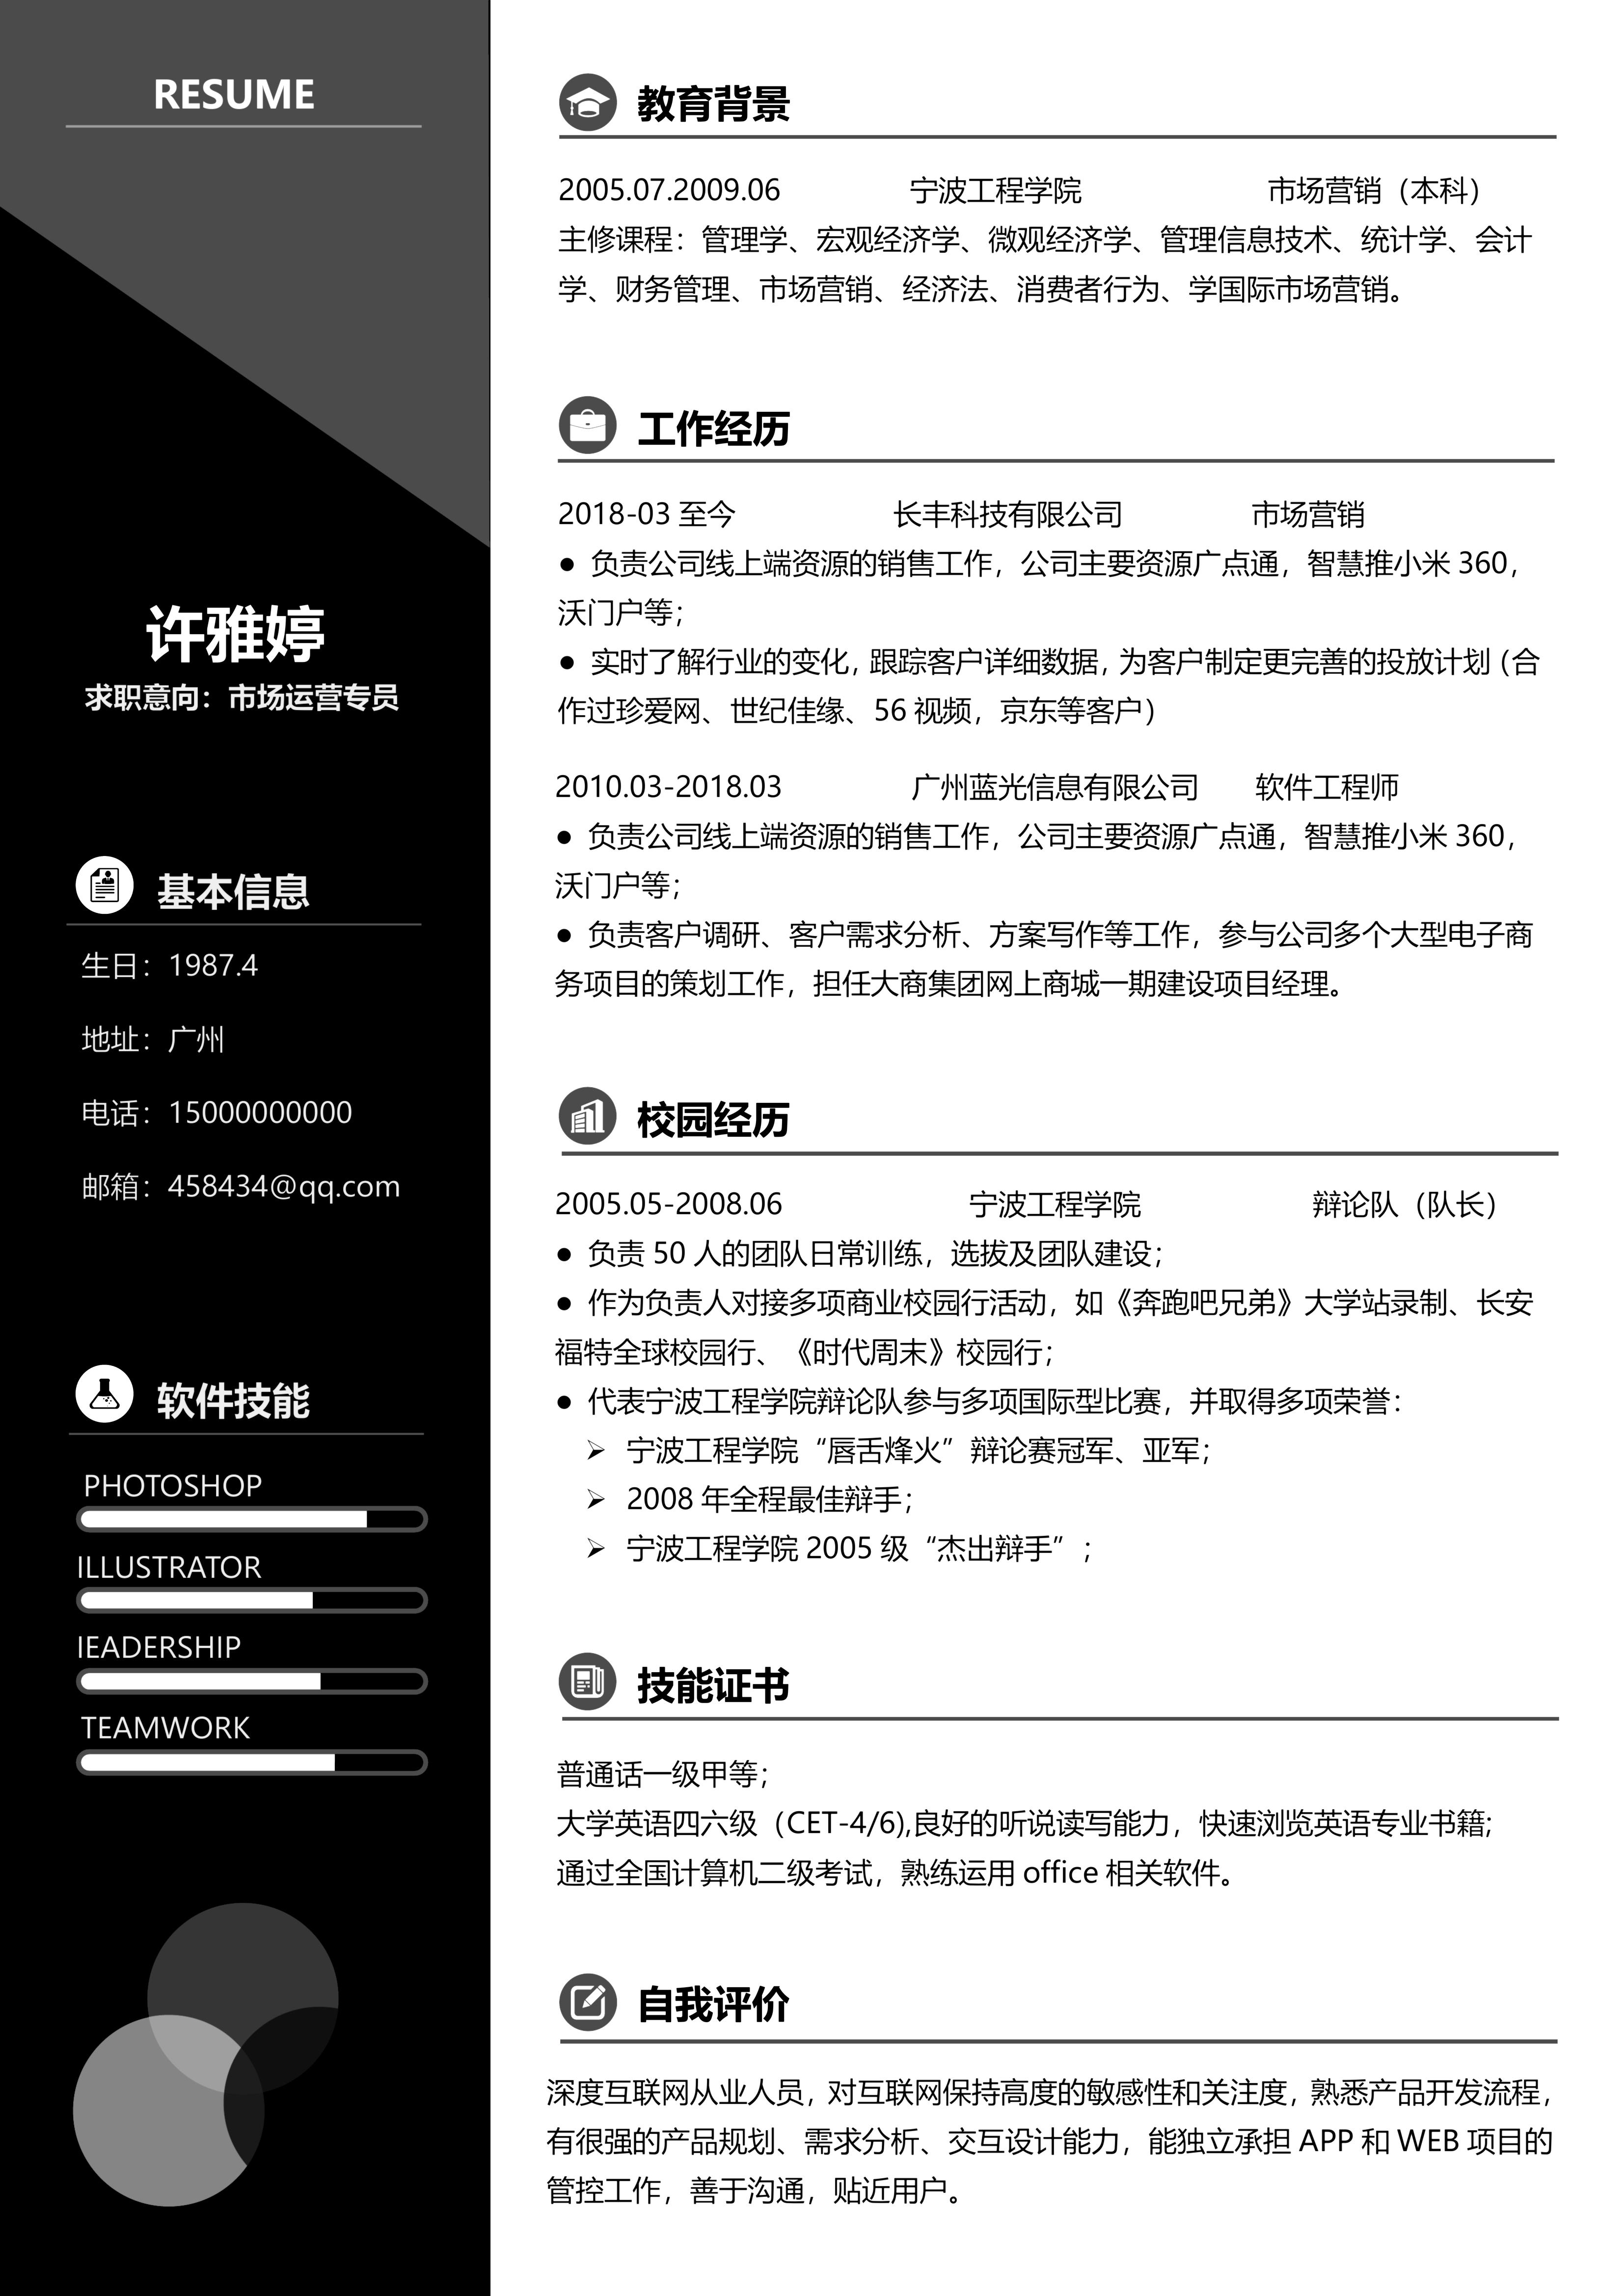 RESUME
许雅婷
求职意向：市场运营专员
基本信息
生日：1987.4
地址：广州
电话：15000000000
邮箱：458434@qq.com
软件技能
PHOTOSHOP
ILLUSTRATOR
IEADERSHIP
TEAMWORK
教育背景
2005.07.2009.06 宁波工程学院 市场营销（本科）
主修课程：管理学、宏观经济学、微观经济学、管理信息技术、统计学、会计
学、财务管理、市场营销、经济法、消费者行为、学国际市场营销。
工作经历
2018-03 至今 长丰科技有限公司 市场营销
● 负责公司线上端资源的销售工作，公司主要资源广点通，智慧推小米 360，
沃门户等；
● 实时了解行业的变化，跟踪客户详细数据，为客户制定更完善的投放计划（合
作过珍爱网、世纪佳缘、56 视频，京东等客户）
2010.03-2018.03 广州蓝光信息有限公司 软件工程师
● 负责公司线上端资源的销售工作，公司主要资源广点通，智慧推小米 360，
沃门户等；
● 负责客户调研、客户需求分析、方案写作等工作，参与公司多个大型电子商
务项目的策划工作，担任大商集团网上商城一期建设项目经理。
校园经历
2005.05-2008.06 宁波工程学院 辩论队（队长）
● 负责 50 人的团队日常训练，选拔及团队建设；
● 作为负责人对接多项商业校园行活动，如《奔跑吧兄弟》大学站录制、长安
福特全球校园行、《时代周末》校园行；
● 代表宁波工程学院辩论队参与多项国际型比赛，并取得多项荣誉：
➢ 宁波工程学院“唇舌烽火”辩论赛冠军、亚军；
➢ 2008 年全程最佳辩手；
➢ 宁波工程学院 2005 级“杰出辩手”；
技能证书
普通话一级甲等；
大学英语四六级（CET-4/6),良好的听说读写能力，快速浏览英语专业书籍;
通过全国计算机二级考试，熟练运用 office 相关软件。
自我评价
深度互联网从业人员，对互联网保持高度的敏感性和关注度，熟悉产品开发流程，
有很强的产品规划、需求分析、交互设计能力，能独立承担 APP 和 WEB 项目的
管控工作，善于沟通，贴近用户。